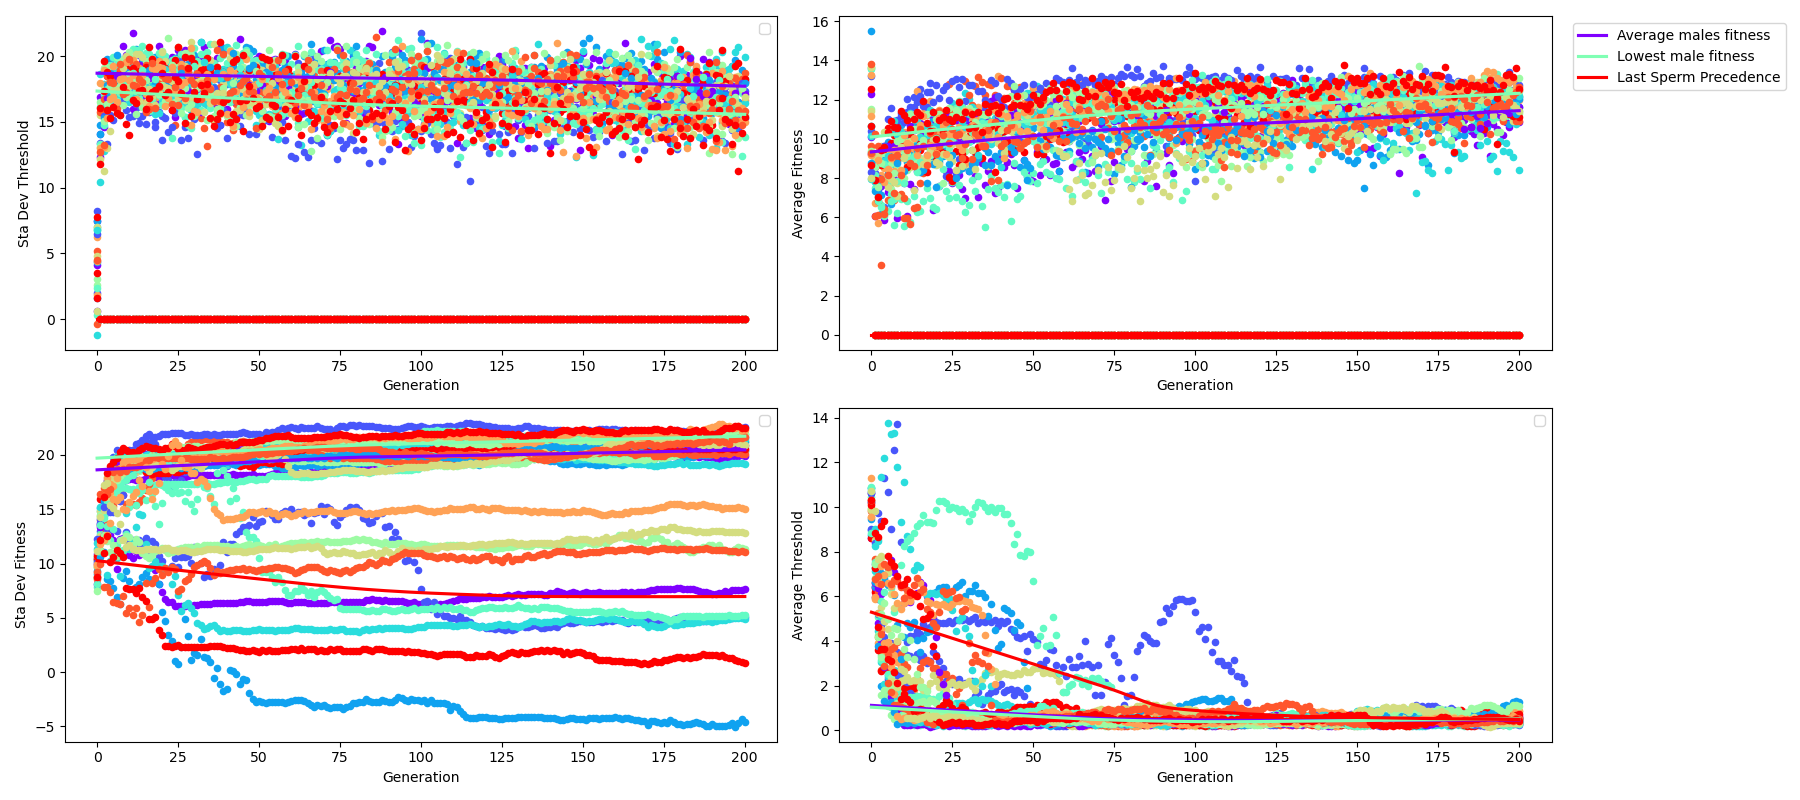 Sta Dev Threshold
20
15
10
5
0
0 25 50 75 100 125 150 175 200
Generation
Average Fitness
16
14
12
10
8
6
4
2
0
0 25 50 75 100 125 150 175 200
Generation
Average males fitness
Lowest male fitness
Last Sperm Precedence
Sta Dev Fitness
20
15
10
5
0
−5
0 25 50 75 100 125 150 175 200
Generation
Average Threshold
14
12
10
8
6
4
2
0
0 25 50 75 100 125 150 175 200
Generation